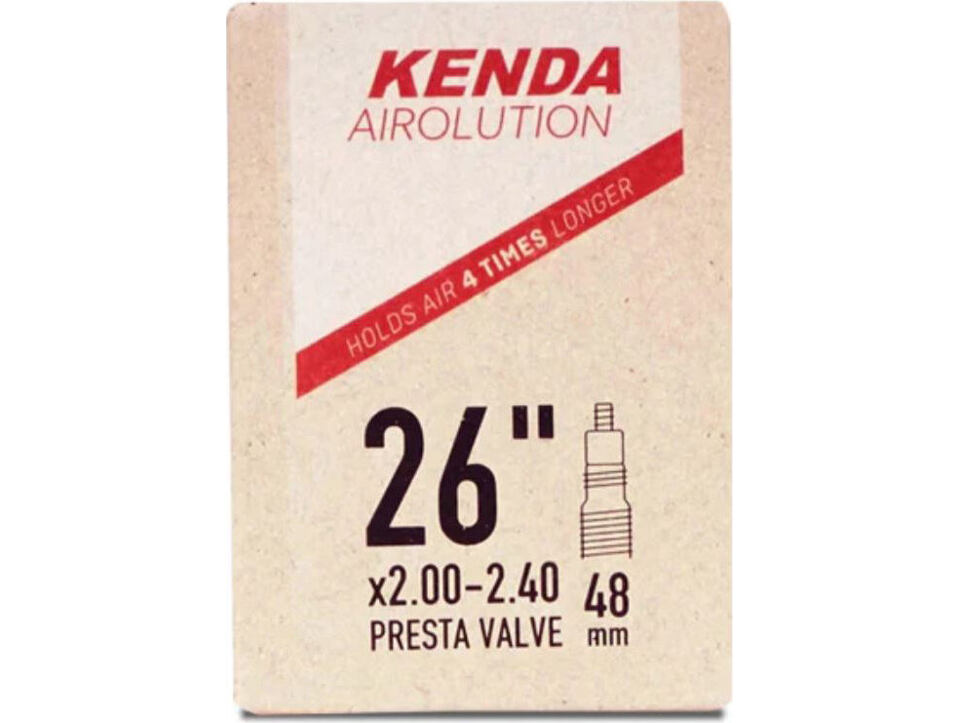 KENDA
AIROLUTION
HOLDS AIR 4 TIMES LONGER
26"
x2.00-2.40
PRESTA VALVE
48
mm